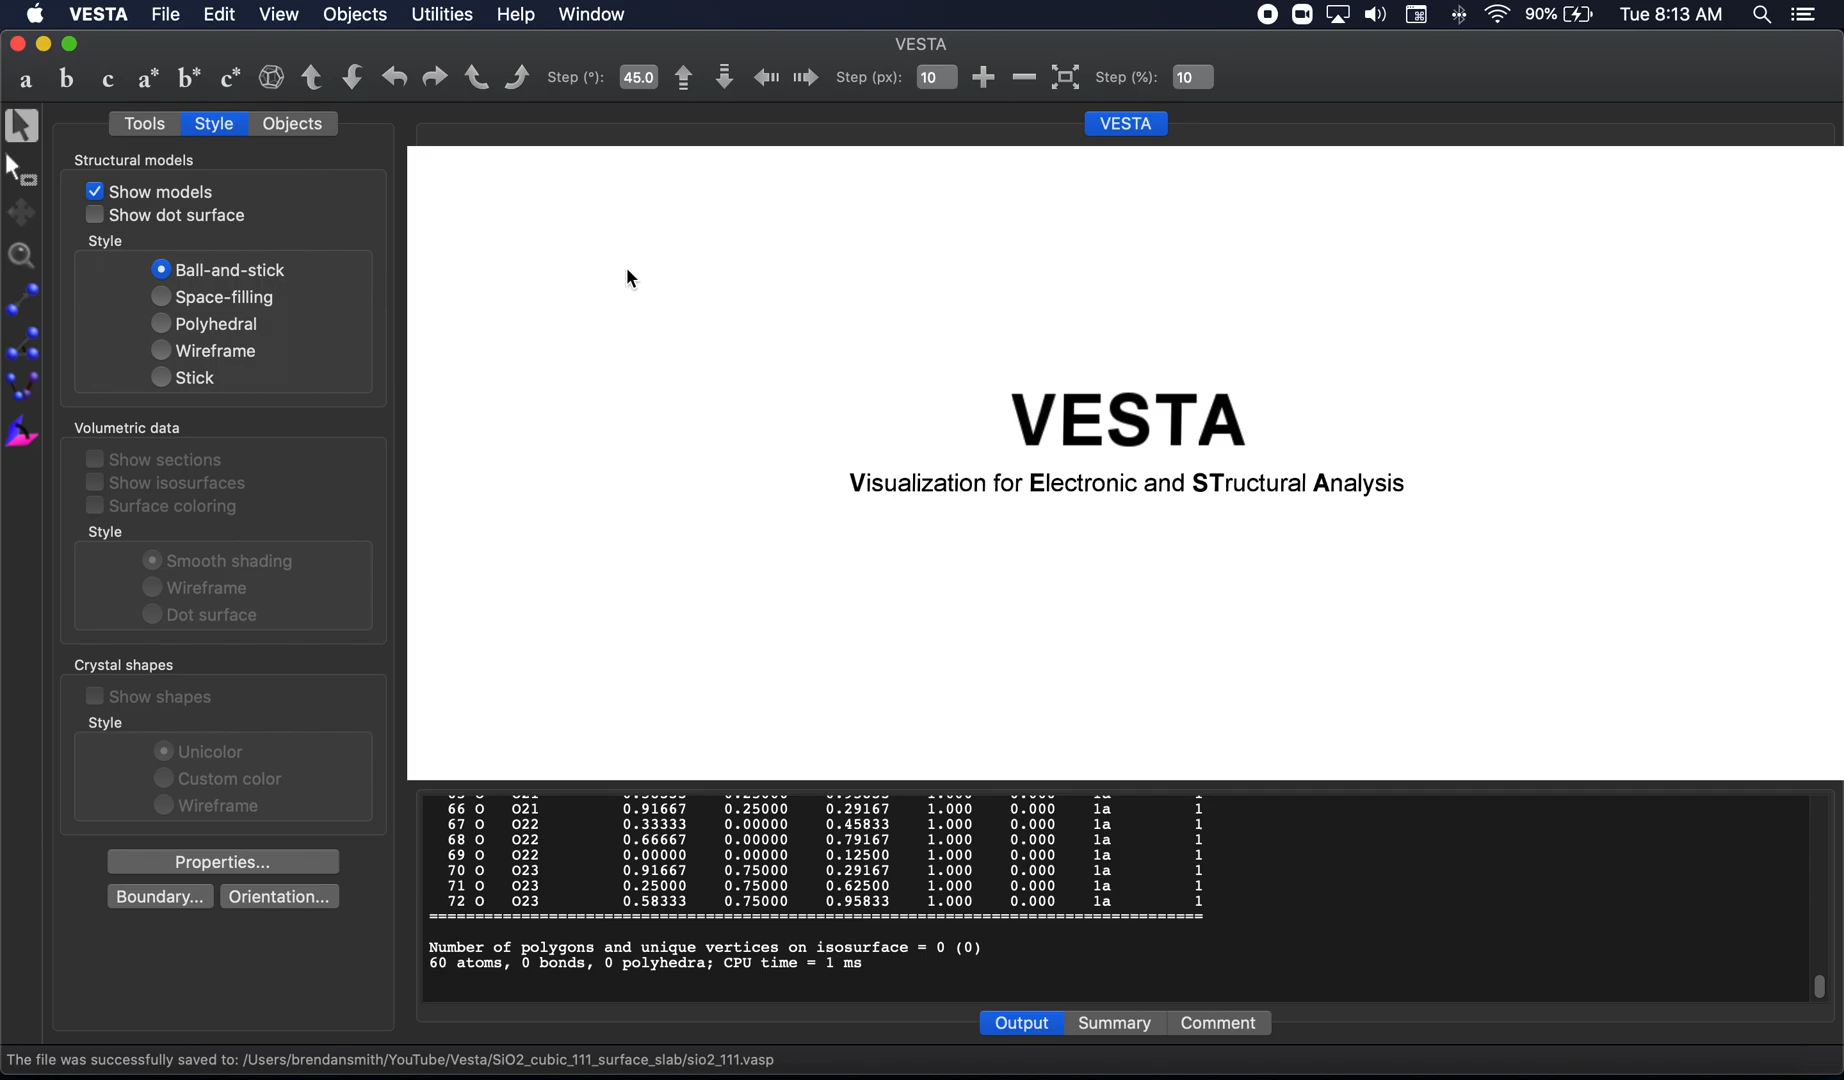 VESTA File Edit View Objects Utilities Help Window 90% Tue 8:13 AM
VESTA
a b c a* b* c* Step (°): 45.0 Step (px): 10 Step (%): 10
Tools Style Objects
VESTA
Structural models
Show models
Show dot surface
Style
Ball-and-stick
Space-filling
Polyhedral
Wireframe
Stick
Volumetric data
Show sections
Show isosurfaces
Surface coloring
Style
Smooth shading
Wireframe
Dot surface
Crystal shapes
Show shapes
Style
Unicolor
Custom color
Wireframe
Properties...
Boundary... Orientation...
VESTA
Visualization for Electronic and STructural Analysis
66 O O21 0.91667 0.25000 0.29167 1.000 0.000 1a 1
67 O O22 0.33333 0.00000 0.45833 1.000 0.000 1a 1
68 O O22 0.66667 0.00000 0.79167 1.000 0.000 1a 1
69 O O22 0.00000 0.00000 0.12500 1.000 0.000 1a 1
70 O O23 0.91667 0.75000 0.29167 1.000 0.000 1a 1
71 O O23 0.25000 0.75000 0.62500 1.000 0.000 1a 1
72 O O23 0.58333 0.75000 0.95833 1.000 0.000 1a 1
Number of polygons and unique vertices on isosurface = 0 (0)
60 atoms, 0 bonds, 0 polyhedra; CPU time = 1 ms
Output Summary Comment
The file was successfully saved to: /Users/brendansmith/YouTube/Vesta/SiO2_cubic_111_surface_slab/sio2_111.vasp